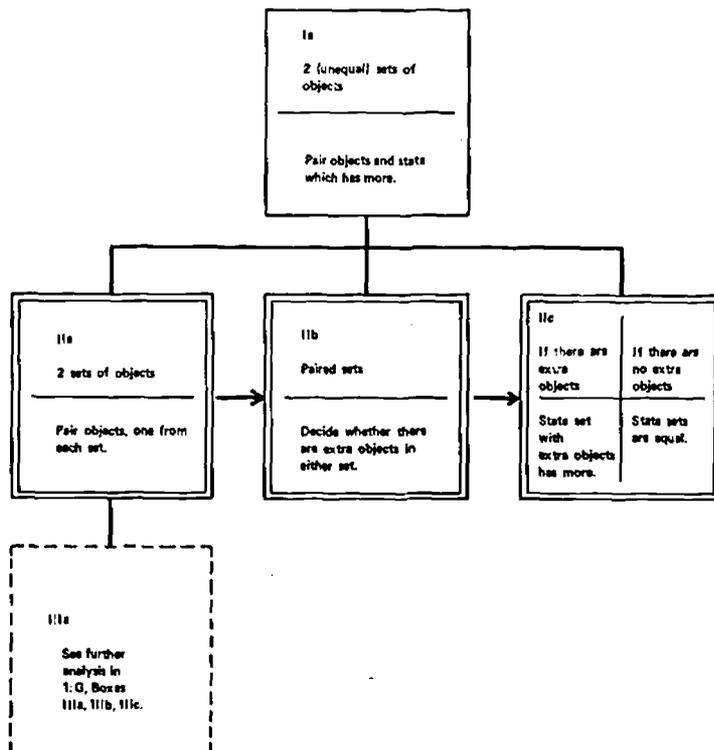 Ia
2 (unequal) sets of
objects
Pair objects and state
which has more.
IIa
2 sets of objects
Pair objects, one from
each set.
IIb
Paired sets
Decide whether there
are extra objects in
either set.
IIc
If there are
extra
objects
If there are
no extra
objects
State set
with
extra objects
has more.
State sets
are equal.
IIIa
See further
analysis in
1:G, Boxes
IIIa, IIIb, IIIc.